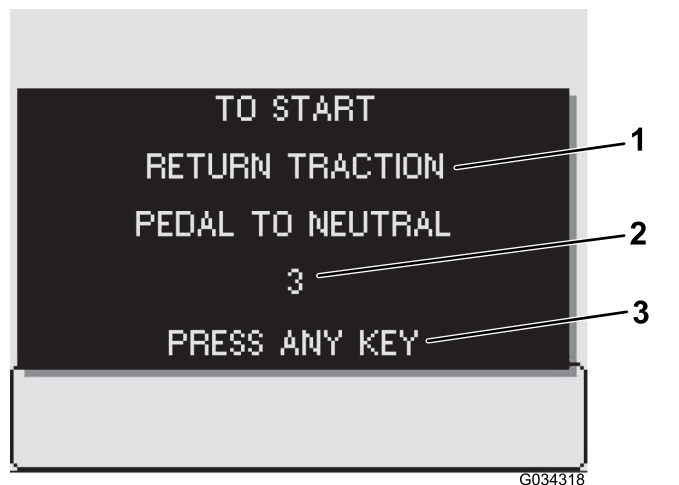 TO START
RETURN TRACTION
1
PEDAL TO NEUTRAL
2
3
PRESS ANY KEY
3
G034318